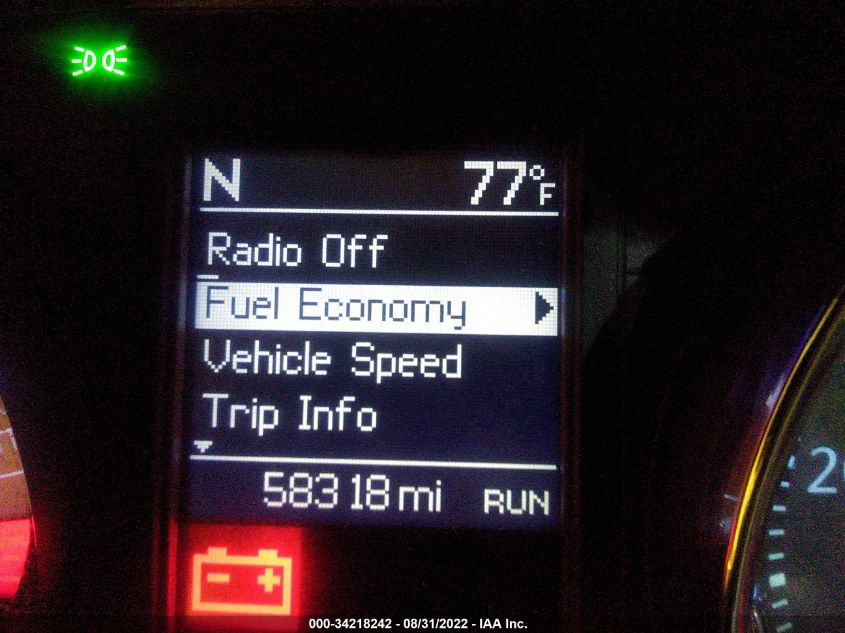 N 77°F
Radio Off
Fuel Economy
Vehicle Speed
Trip Info
58318 mi RUN
- +
000-34218242 - 08/31/2022 - IAA Inc.